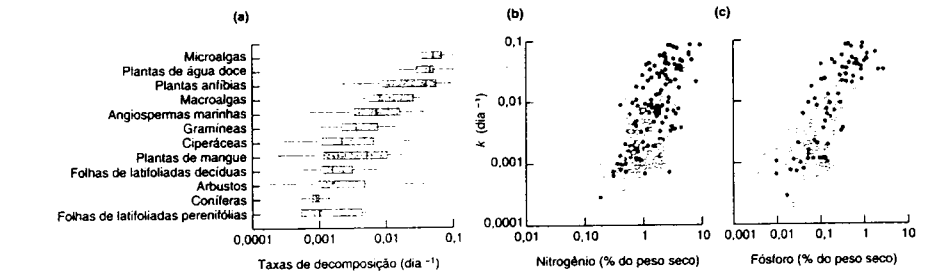 (a)
Microalgas
Plantas de água doce
Plantas anfíbias
Macroalgas
Angiospermas marinhas
Gramíneas
Ciperáceas
Plantas de mangue
Folhas de latifoliadas decíduas
Arbustos
Coníferas
Folhas de latifoliadas perenifólias
0,0001 0,001 0,01 0,1
Taxas de decomposição (dia ⁻¹)
(b)
k (dia ⁻¹)
0,1
0,01
0,001
0,0001
0,01 0,10 1 10
Nitrogênio (% do peso seco)
(c)
0,001 0,01 0,1 1 10
Fósforo (% do peso seco)